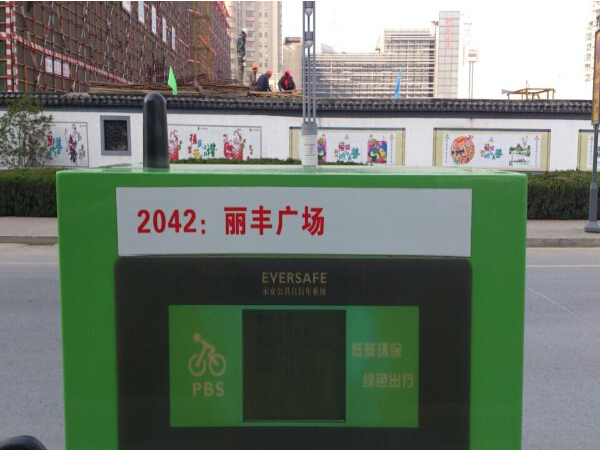 2042: 丽丰广场
EVERSAFE
永安公共自行车系统
PBS
低碳环保
绿色出行